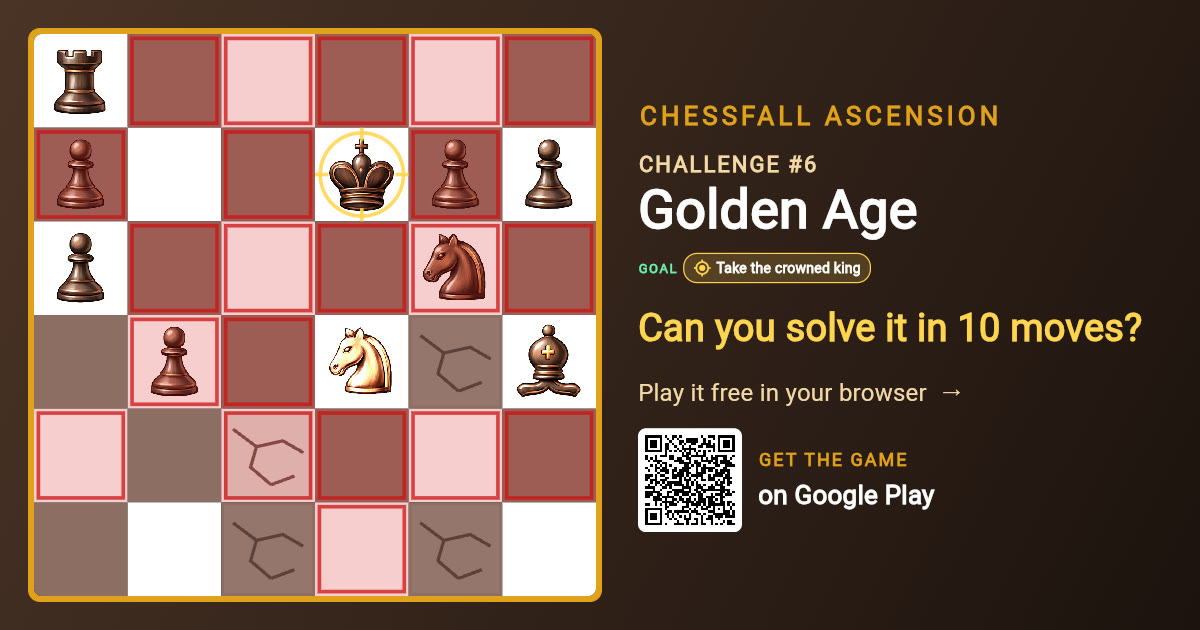 CHESSFALL ASCENSION
CHALLENGE #6
Golden Age
GOAL Take the crowned king
Can you solve it in 10 moves?
Play it free in your browser →
GET THE GAME
on Google Play